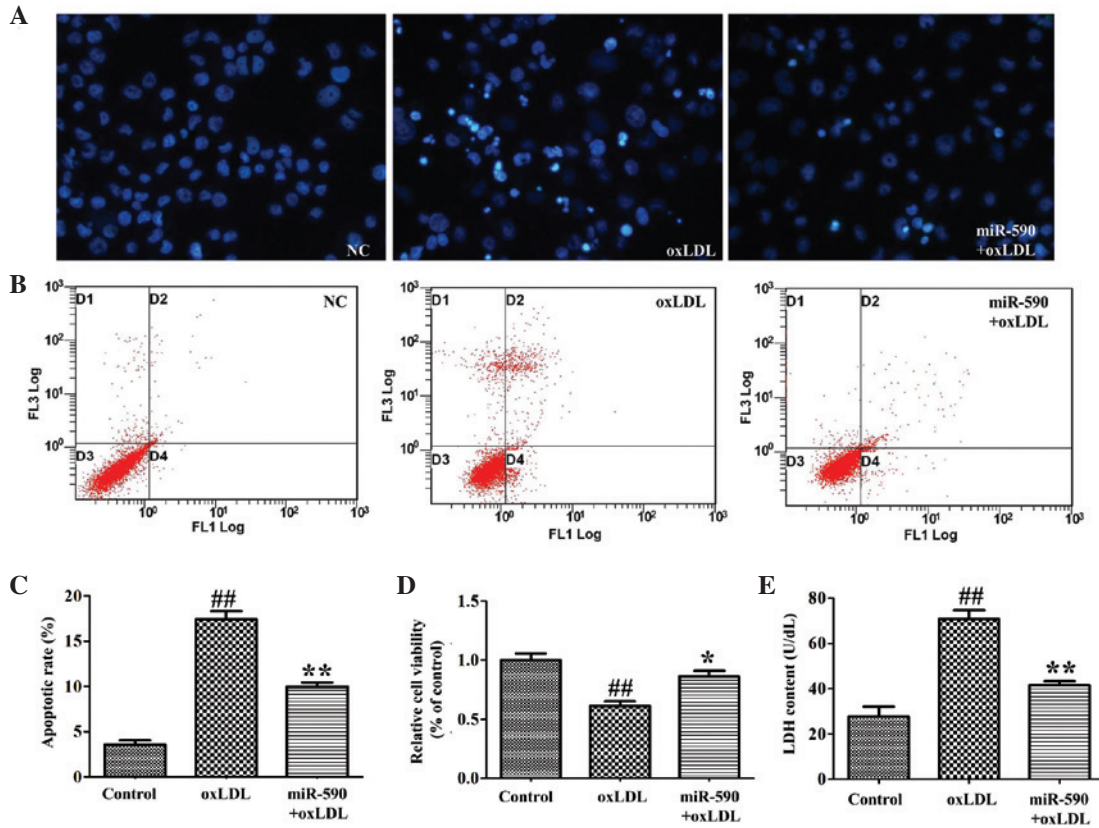 A
NC
oxLDL
miR-590
+oxLDL
B
10³
D1
D2
NC
10²
FL3 Log
10¹
10⁰
D3
D4
10⁰
10¹
10²
10³
FL1 Log
10³
D1
D2
oxLDL
10²
FL3 Log
10¹
10⁰
D3
D4
10⁰
10¹
10²
10³
FL1 Log
10³
D1
D2
miR-590
+oxLDL
10²
FL3 Log
10¹
10⁰
D3
D4
10⁰
10¹
10²
10³
FL1 Log
C
Apoptotic rate (%)
20
15
10
5
0
##
**
Control
oxLDL
miR-590
+oxLDL
D
Relative cell viability
(% of control)
1.5
1.0
0.5
0.0
##
*
Control
oxLDL
miR-590
+oxLDL
E
LDH content (U/dL)
80
60
40
20
0
##
**
Control
oxLDL
miR-590
+oxLDL